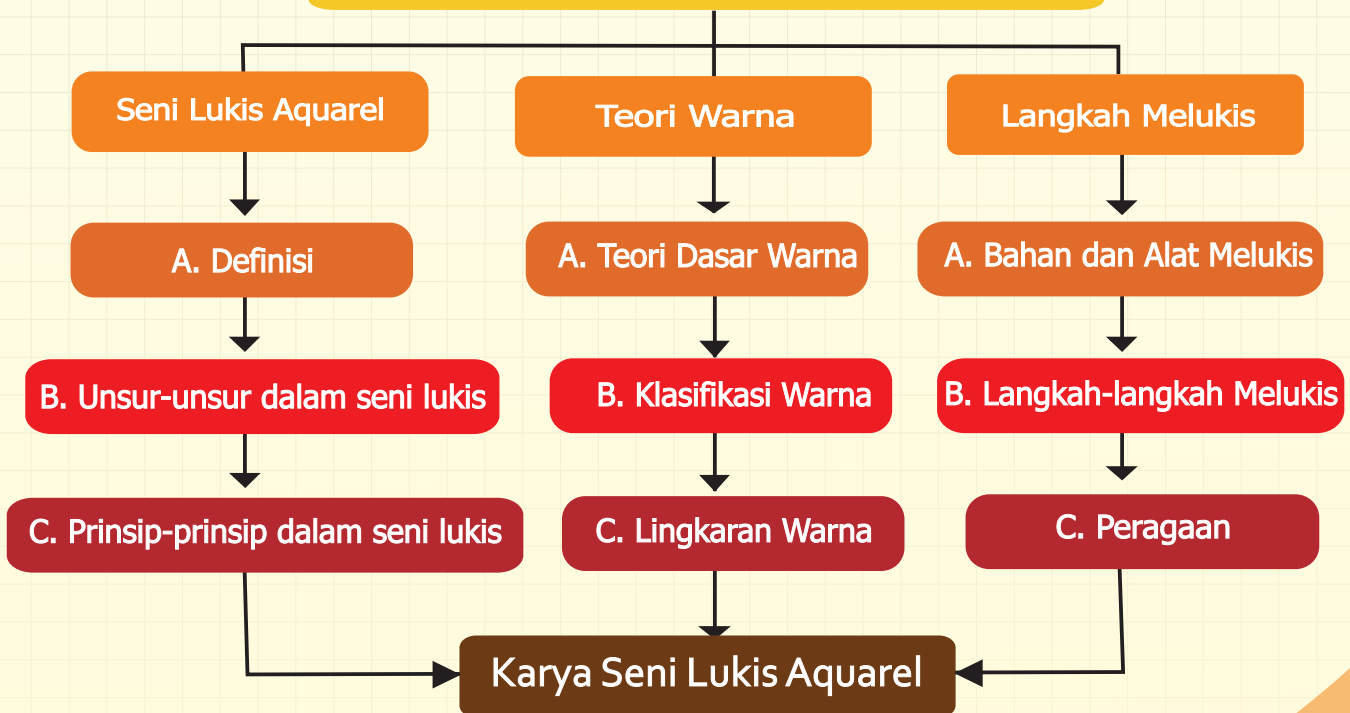 Seni Lukis Aquarel
Teori Warna
Langkah Melukis
A. Definisi
A. Teori Dasar Warna
A. Bahan dan Alat Melukis
B. Unsur-unsur dalam seni lukis
B. Klasifikasi Warna
B. Langkah-langkah Melukis
C. Prinsip-prinsip dalam seni lukis
C. Lingkaran Warna
C. Peragaan
Karya Seni Lukis Aquarel